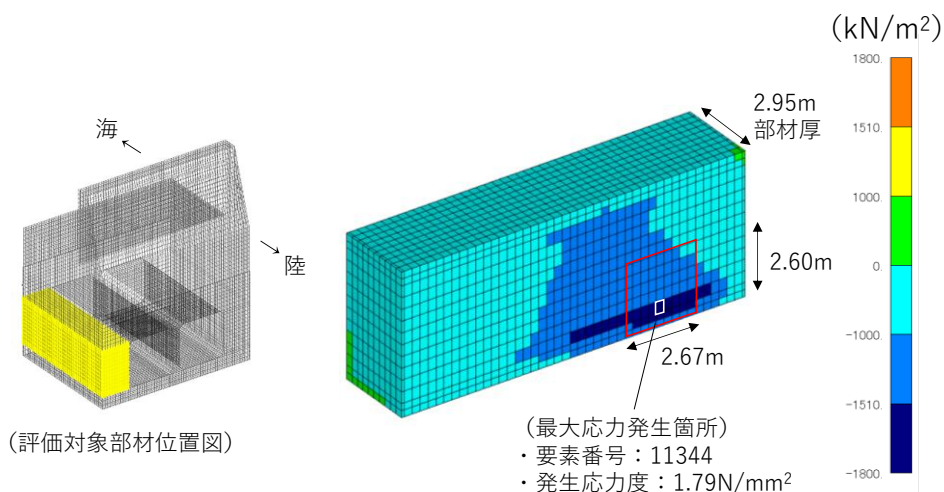 (kN/m²)
1800.
1510.
1000.
0.
−1000.
−1510.
−1800.
海
陸
2.95m
部材厚
2.60m
2.67m
（評価対象部材位置図）
（最大応力発生箇所）
・要素番号：11344
・発生応力度：1.79N/mm²